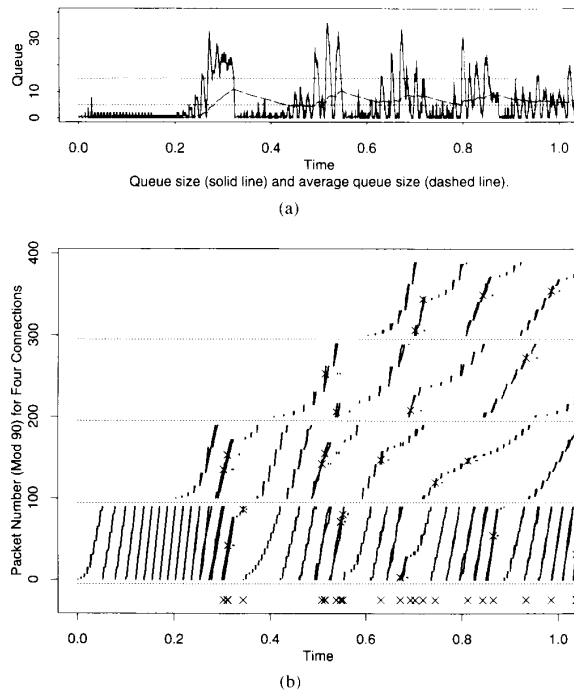 Queue
0 10 30
0.0 0.2 0.4 0.6 0.8 1.0
Time
Queue size (solid line) and average queue size (dashed line).
(a)
Packet Number (Mod 90) for Four Connections
0 100 200 300 400
0.0 0.2 0.4 0.6 0.8 1.0
Time
(b)